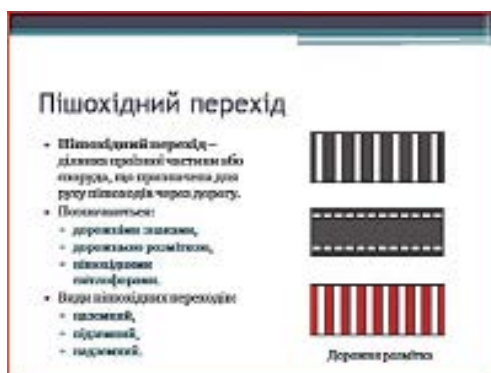 Пішохідний перехід
Пішохідний перехід –
ділянка проїзної частини або
споруда, що призначена для
руху пішоходів через дорогу.
Позначається:
дорожніми знаками,
дорожньою розміткою,
пішохідними
світлофорами.
Види пішохідних переходів:
наземний,
підземний,
надземний.
Дорожня розмітка